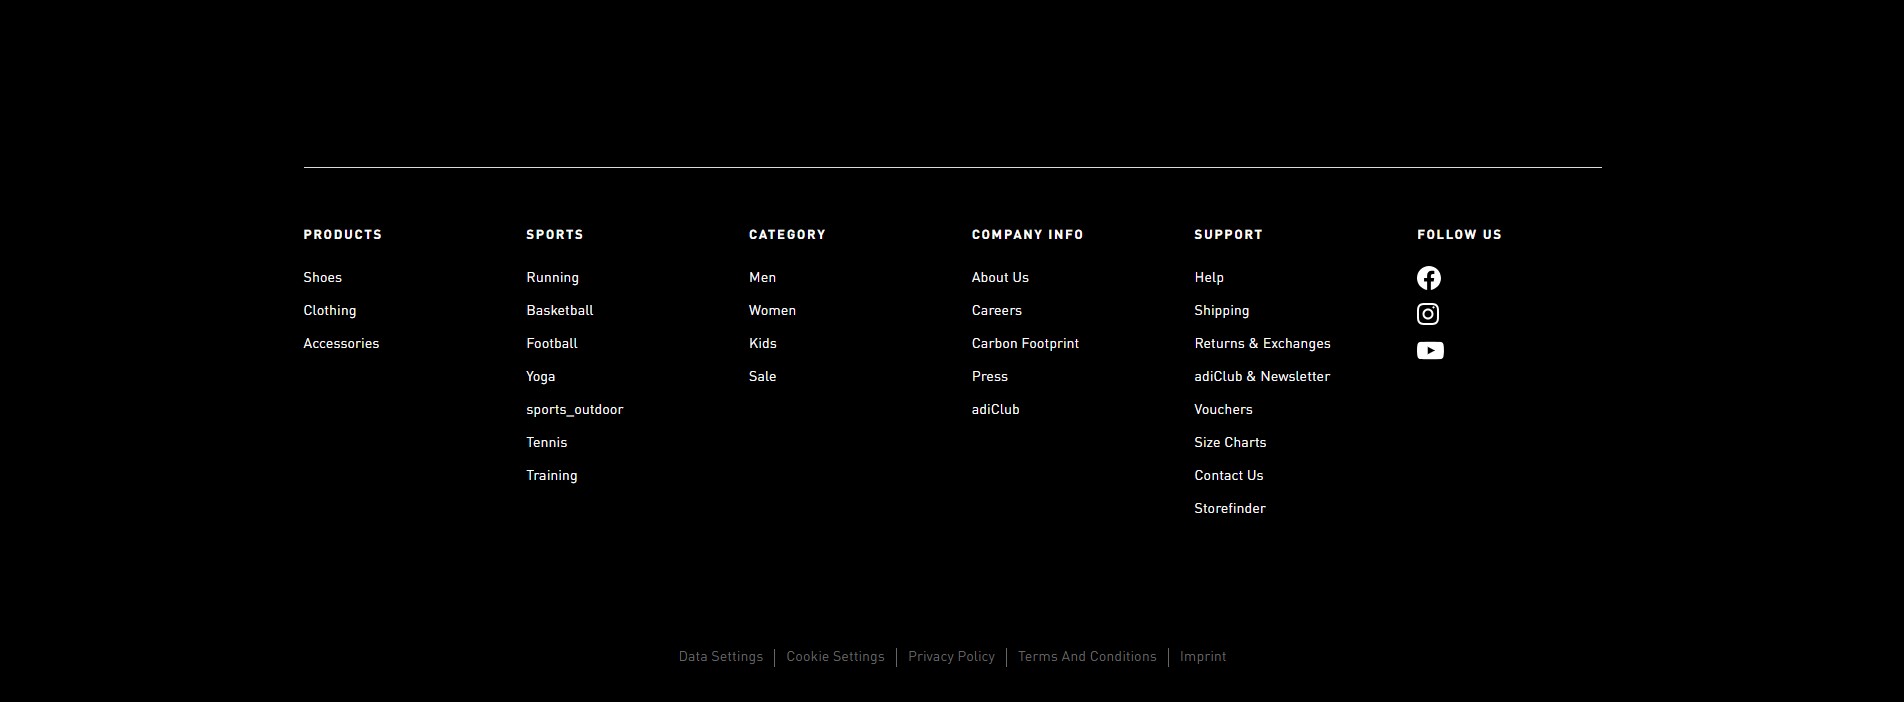 PRODUCTS
Shoes
Clothing
Accessories
SPORTS
Running
Basketball
Football
Yoga
sports_outdoor
Tennis
Training
CATEGORY
Men
Women
Kids
Sale
COMPANY INFO
About Us
Careers
Carbon Footprint
Press
adiClub
SUPPORT
Help
Shipping
Returns & Exchanges
adiClub & Newsletter
Vouchers
Size Charts
Contact Us
Storefinder
FOLLOW US
Data Settings | Cookie Settings | Privacy Policy | Terms And Conditions | Imprint